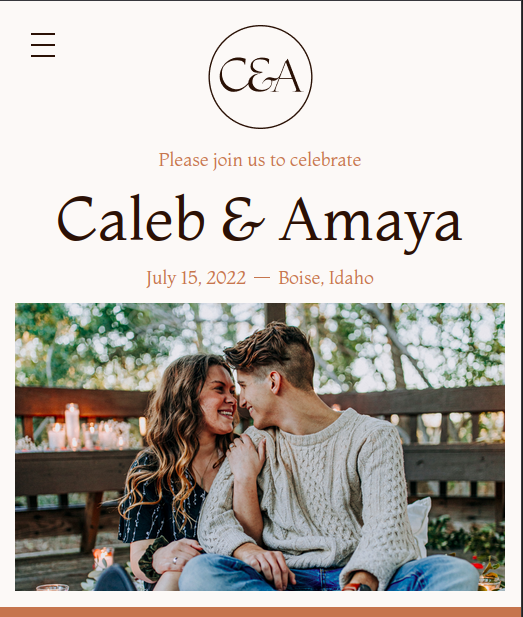 C&A
Please join us to celebrate
Caleb & Amaya
July 15, 2022 — Boise, Idaho